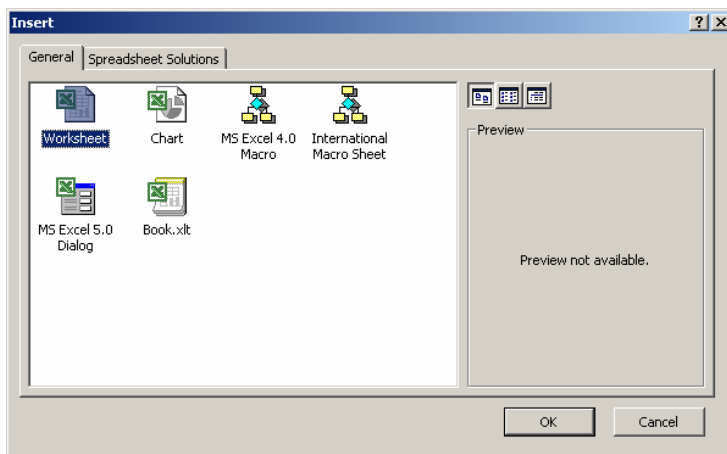 Insert
General
Spreadsheet Solutions
Worksheet
Chart
MS Excel 4.0
Macro
International
Macro Sheet
MS Excel 5.0
Dialog
Book.xlt
Preview
Preview not available.
OK
Cancel